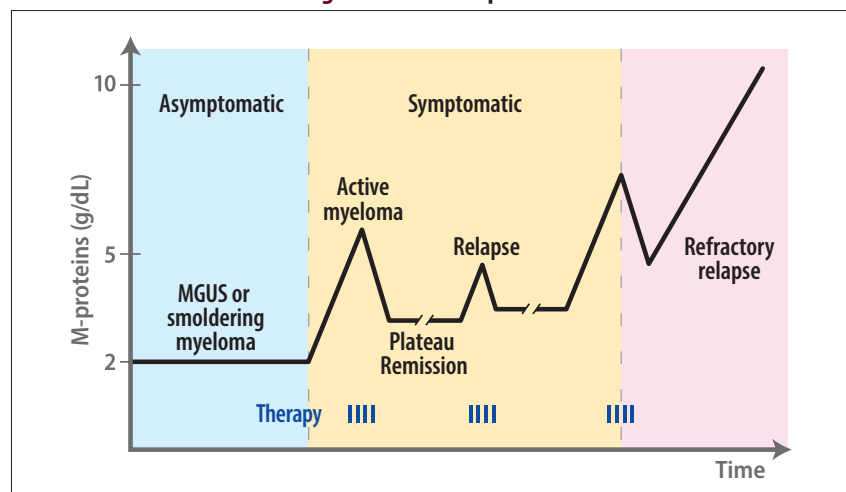 10
5
2
M-proteins (g/dL)
Asymptomatic
Symptomatic
MGUS or
smoldering
myeloma
Active
myeloma
Plateau
Remission
Relapse
Refractory
relapse
Therapy
Time